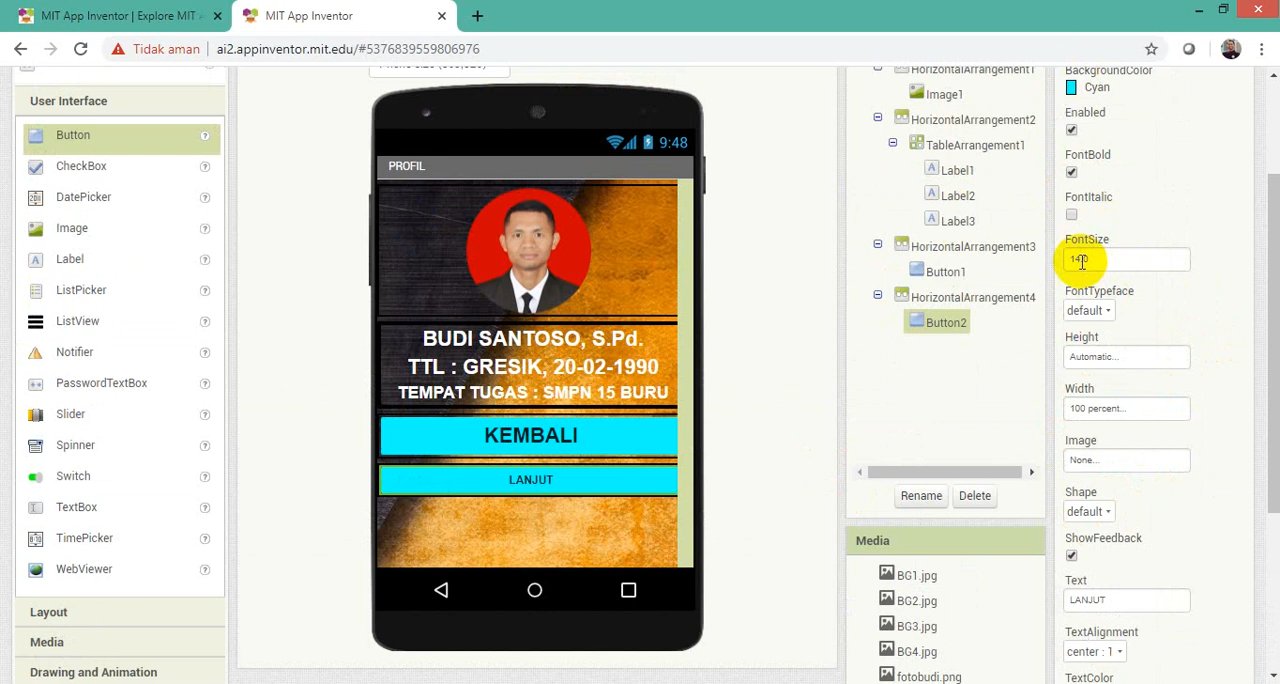 MIT App Inventor | Explore MIT
MIT App Inventor
Tidak aman
ai2.appinventor.mit.edu/#5376839559806976
User Interface
Button
CheckBox
DatePicker
Image
Label
ListPicker
ListView
Notifier
PasswordTextBox
Slider
Spinner
Switch
TextBox
TimePicker
WebViewer
Layout
Media
Drawing and Animation
9:48
PROFIL
BUDI SANTOSO, S.Pd.
TTL : GRESIK, 20-02-1990
TEMPAT TUGAS : SMPN 15 BURU
KEMBALI
LANJUT
HorizontalArrangement1
Image1
HorizontalArrangement2
TableArrangement1
Label1
Label2
Label3
HorizontalArrangement3
Button1
HorizontalArrangement4
Button2
Rename Delete
Media
BG1.jpg
BG2.jpg
BG3.jpg
BG4.jpg
fotobudi.png
BackgroundColor
Cyan
Enabled
FontBold
FontItalic
FontSize
FontTypeface
default
Height
Automatic...
Width
100 percent...
Image
None...
Shape
default
ShowFeedback
Text
LANJUT
TextAlignment
center : 1
TextColor